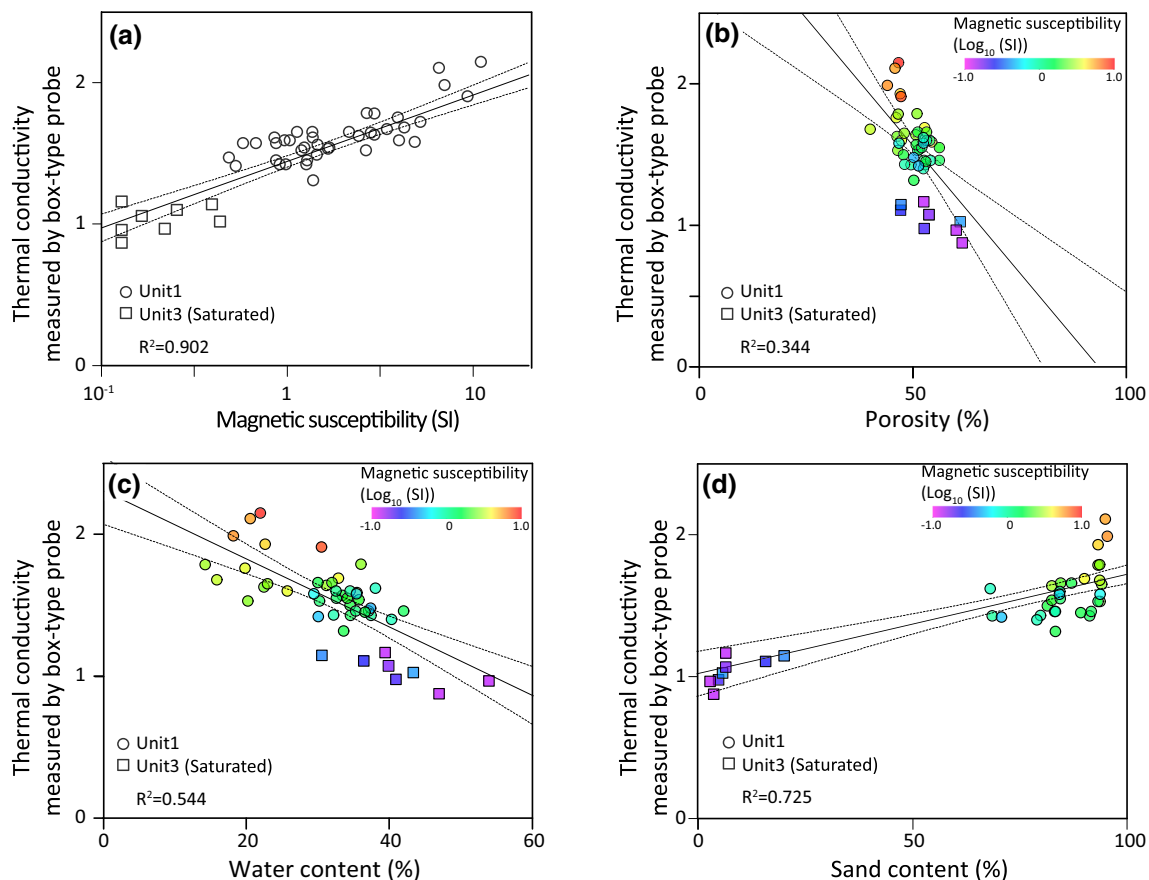 (a)
Thermal conductivity
measured by box-type probe
2
1
0
Unit1
Unit3 (Saturated)
R²=0.902
10⁻¹ 1 10
Magnetic susceptibility (SI)
(b)
Magnetic susceptibility
(Log₁₀ (SI))
-1.0 0 1.0
Thermal conductivity
measured by box-type probe
2
1
0
Unit1
Unit3 (Saturated)
R²=0.344
0 50 100
Porosity (%)
(c)
Magnetic susceptibility
(Log₁₀ (SI))
-1.0 0 1.0
Thermal conductivity
measured by box-type probe
2
1
0
Unit1
Unit3 (Saturated)
R²=0.544
0 20 40 60
Water content (%)
(d)
Magnetic susceptibility
(Log₁₀ (SI))
-1.0 0 1.0
Thermal conductivity
measured by box-type probe
2
1
0
Unit1
Unit3 (Saturated)
R²=0.725
0 50 100
Sand content (%)